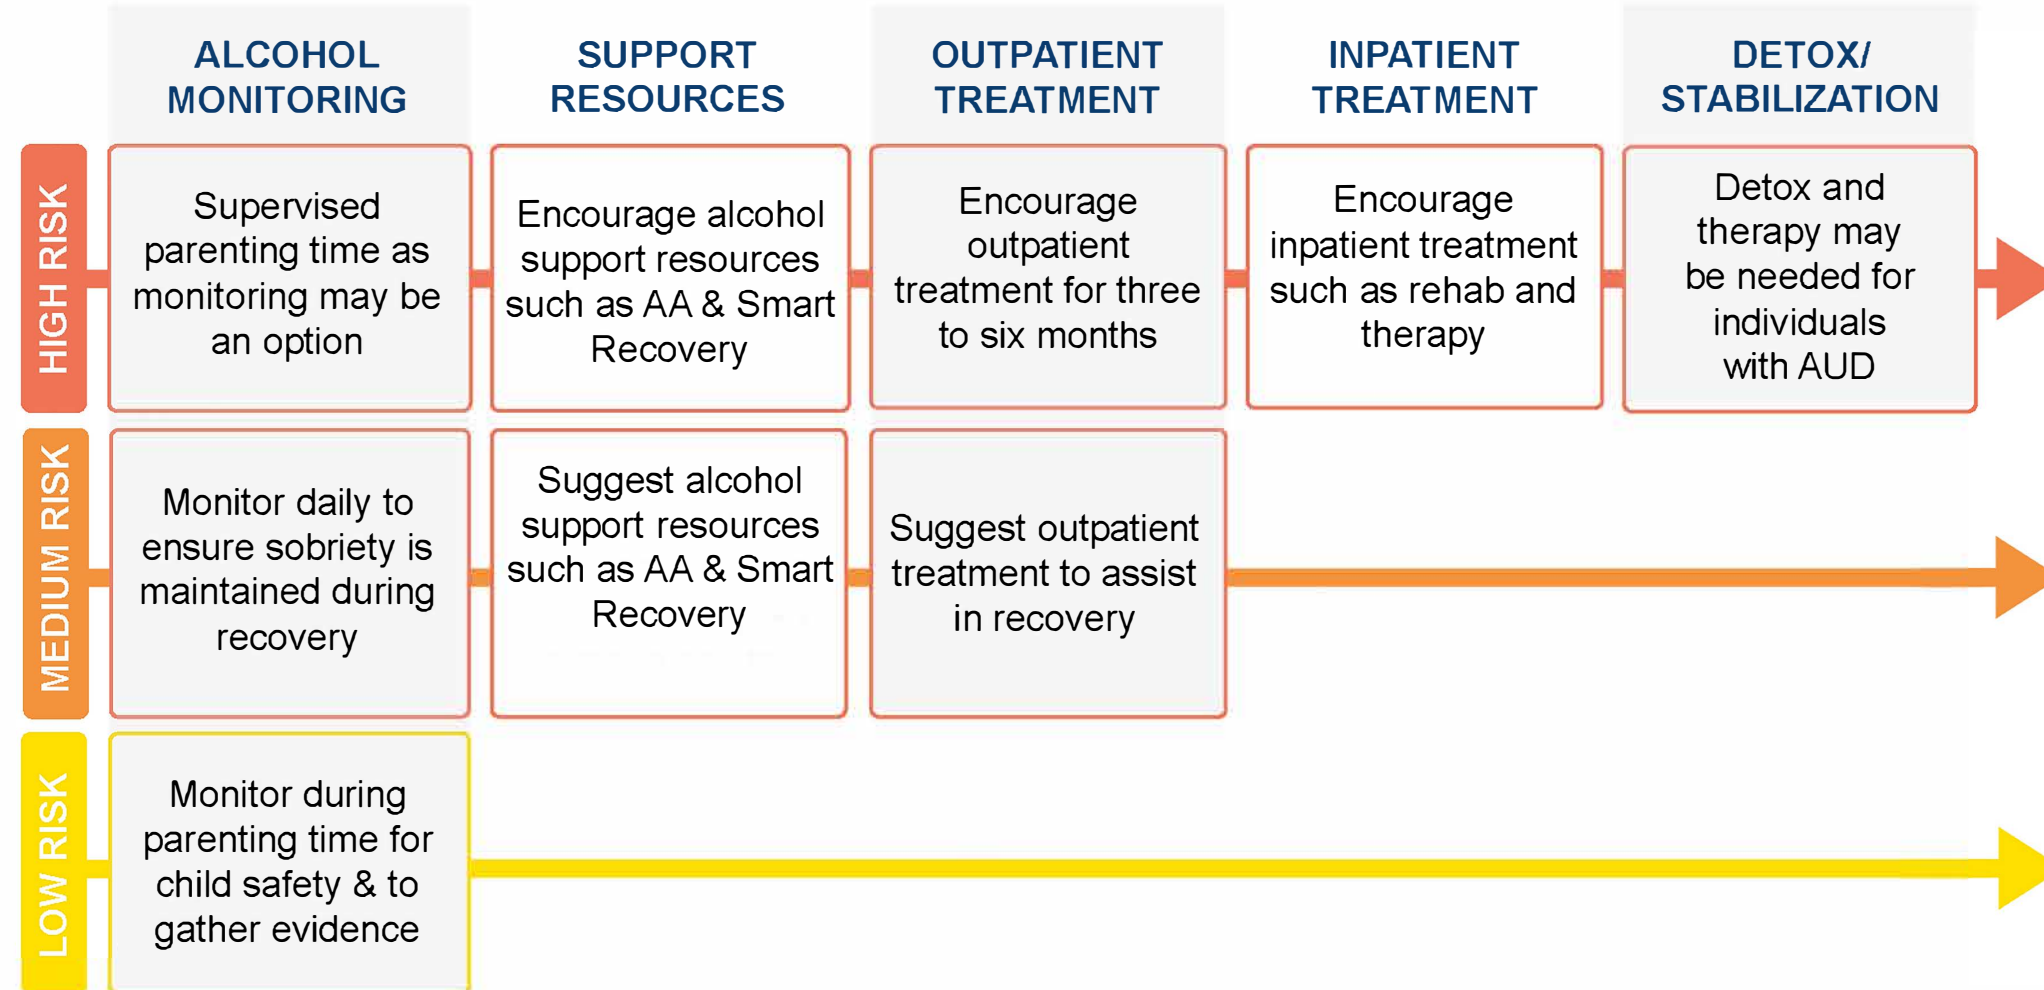 ALCOHOL
MONITORING
SUPPORT
RESOURCES
OUTPATIENT
TREATMENT
INPATIENT
TREATMENT
DETOX/
STABILIZATION
HIGH RISK
Supervised
parenting time as
monitoring may be
an option
Encourage alcohol
support resources
such as AA & Smart
Recovery
Encourage
outpatient
treatment for three
to six months
Encourage
inpatient treatment
such as rehab and
therapy
Detox and
therapy may
be needed for
individuals
with AUD
MEDIUM RISK
Monitor daily to
ensure sobriety is
maintained during
recovery
Suggest alcohol
support resources
such as AA & Smart
Recovery
Suggest outpatient
treatment to assist
in recovery
LOW RISK
Monitor during
parenting time for
child safety & to
gather evidence